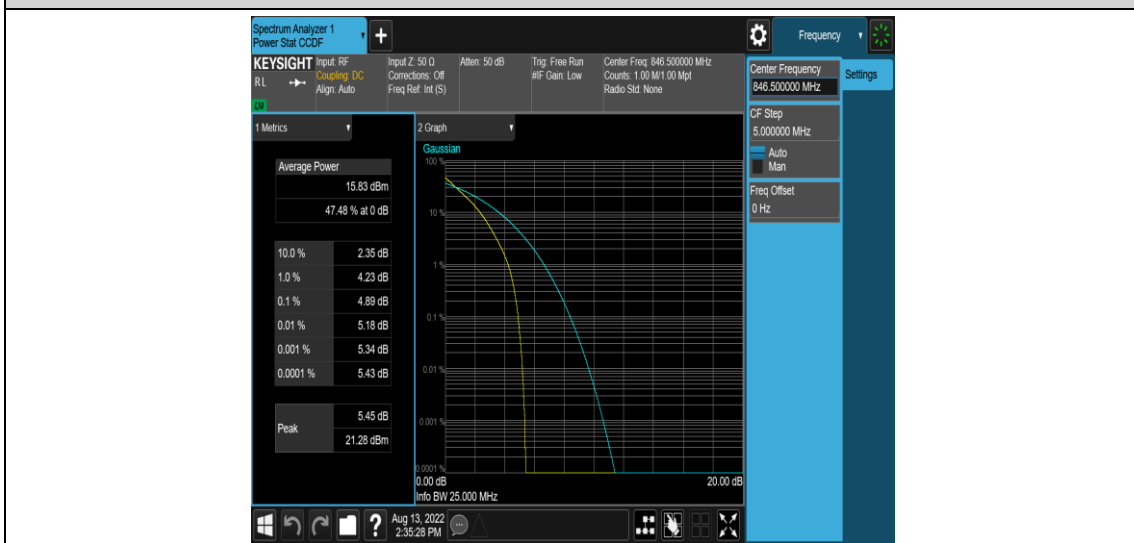 Spectrum Analyzer 1
Power Stat CCDF
+
Frequency
KEYSIGHT
RL
LXI
Input: RF
Coupling: DC
Align: Auto
Input Z: 50 Ω
Corrections: Off
Freq Ref: Int (S)
Atten: 50 dB
Trig: Free Run
#IF Gain: Low
Center Freq: 846.500000 MHz
Counts: 1.00 M/1.00 Mpt
Radio Std: None
Center Frequency
846.500000 MHz
Settings
CF Step
5.000000 MHz
Auto
Man
Freq Offset
0 Hz
1 Metrics
Average Power
15.83 dBm
47.48 % at 0 dB
10.0 % 2.35 dB
1.0 % 4.23 dB
0.1 % 4.89 dB
0.01 % 5.18 dB
0.001 % 5.34 dB
0.0001 % 5.43 dB
Peak
5.45 dB
21.28 dBm
2 Graph
Gaussian
100 %
10 %
1 %
0.1 %
0.01 %
0.001 %
0.0001 %
0.00 dB 20.00 dB
Info BW 25.000 MHz
?
Aug 13, 2022
2:35:28 PM